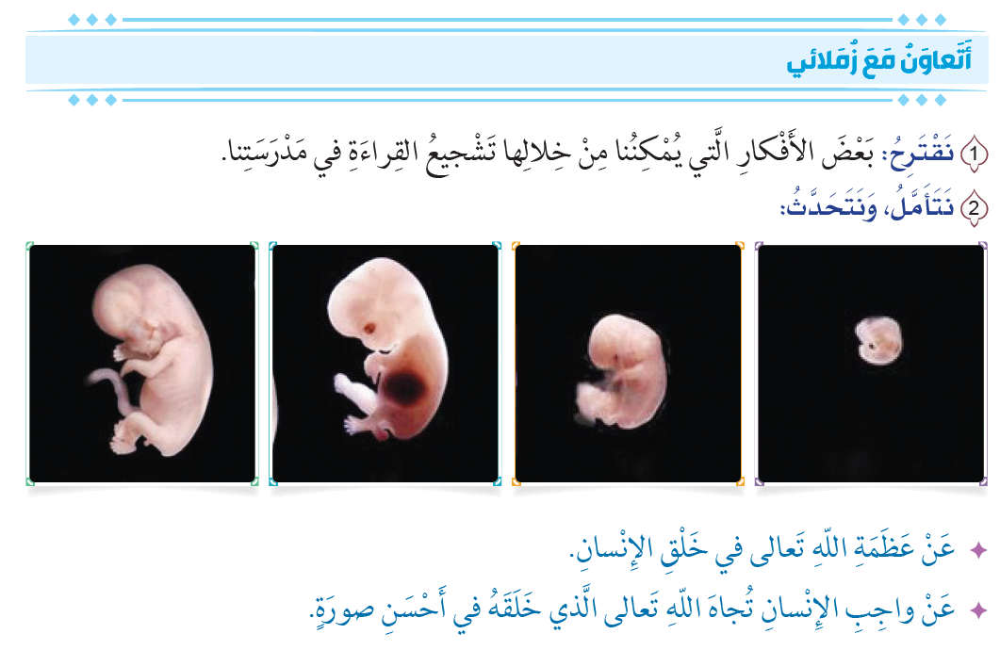 أَتَعاوَنُ مَعَ زُمَلائي
1 نَقْتَرِحُ: بَعْضَ الأَفْكارِ الَّتي يُمْكِنُنا مِنْ خِلالِها تَشْجيعُ القِراءَةِ في مَدْرَسَتِنا.
2 نَتَأَمَّلُ، وَنَتَحَدَّثُ:
عَنْ عَظَمَةِ اللّهِ تَعالى في خَلْقِ الإِنْسانِ.
عَنْ واجِبِ الإِنْسانِ تُجاهَ اللّهِ تَعالى الَّذي خَلَقَهُ في أَحْسَنِ صورَةٍ.